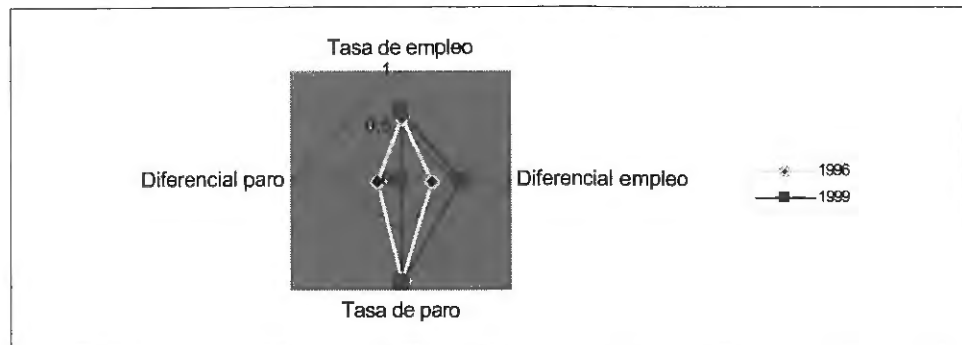 Tasa de empleo
1
0,5
Diferencial paro
Diferencial empleo
1996
1999
Tasa de paro